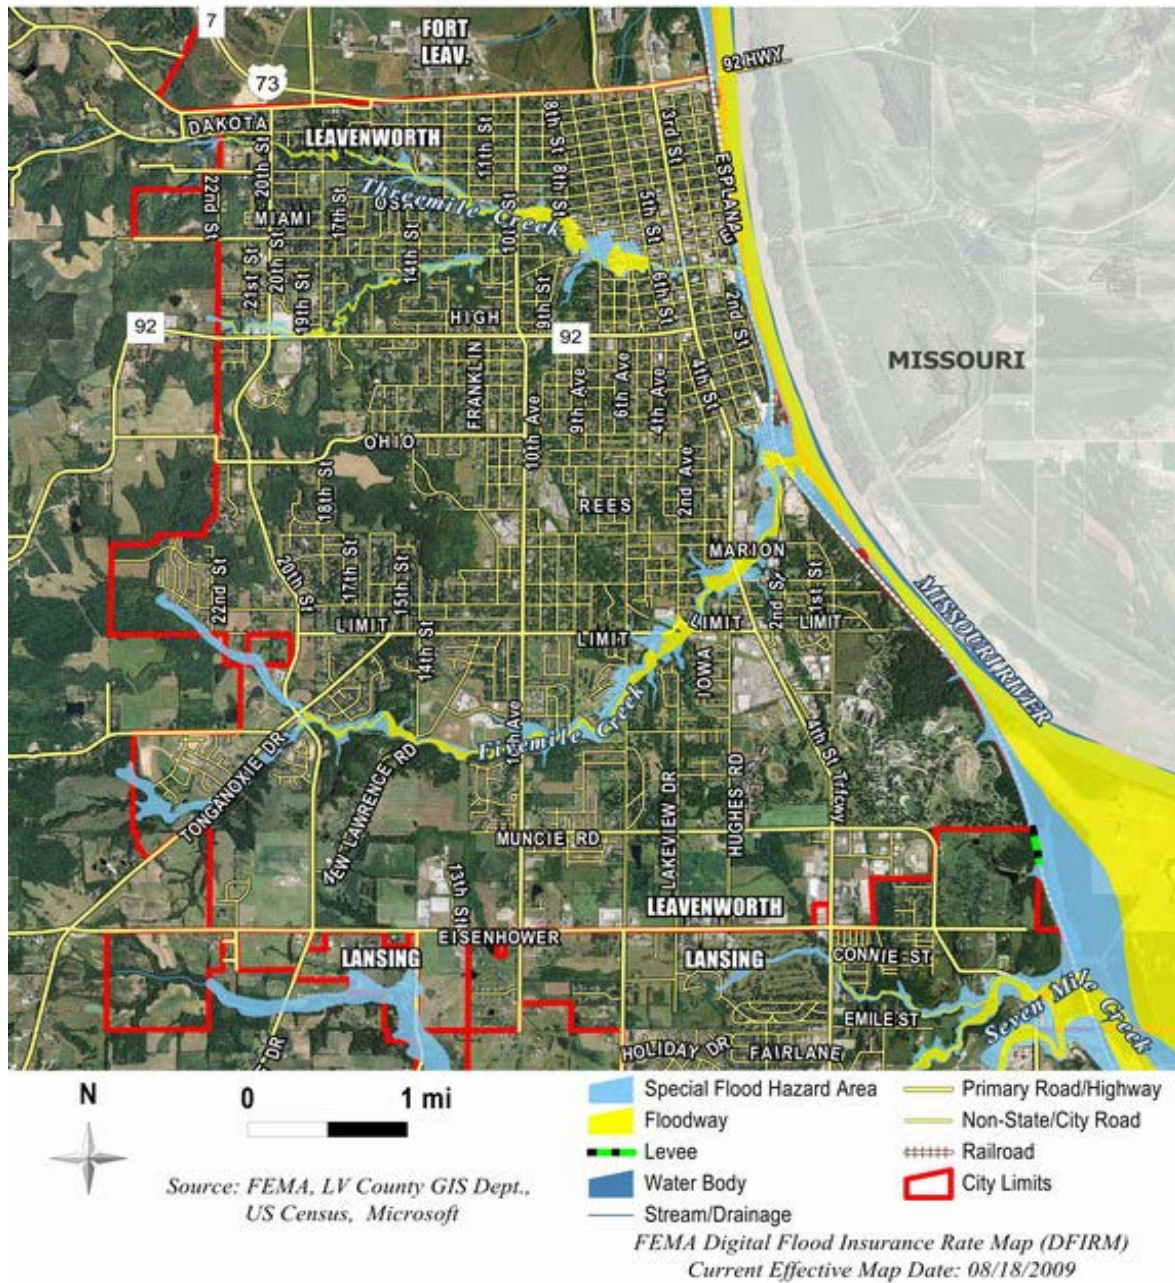 7
FORT
LEAV.
92 HWY
73
DAKOTA
LEAVENWORTH
20th St
11th St
8th St
8th St
3rd St
ESPLANA
22nd St
Threemile Creek
MIAMI
17th St
OS
10th St
5th St
21st St
20th St
19th St
14th St
9th St
6th St
2nd St
92
HIGH
92
MISSOURI
FRANKLIN
10th Ave
9th Ave
6th Ave
4th Ave
4th St
OHIO
18th St
REES
2nd Ave
MARION
22nd St
20th St
17th St
15th St
14th St
LIMIT
LIMIT
LIMIT
LIMIT
2nd St
1st St
MISSOURI RIVER
IOWA
Fivemile Creek
10th Ave
TONGANOXIE DR
NEW LAWRENCE RD
LAKEVIEW DR
HUGHES RD
4th St Trfcwy
MUNCIE RD
13th St
LEAVENWORTH
EISENHOWER
LANSING
LANSING
CONNIE ST
EMILE ST
Seven Mile Creek
DR
HOLIDAY DR
FAIRLANE
N
0 1 mi
Source: FEMA, LV County GIS Dept.,
US Census, Microsoft
Special Flood Hazard Area
Floodway
Levee
Water Body
Stream/Drainage
Primary Road/Highway
Non-State/City Road
Railroad
City Limits
FEMA Digital Flood Insurance Rate Map (DFIRM)
Current Effective Map Date: 08/18/2009